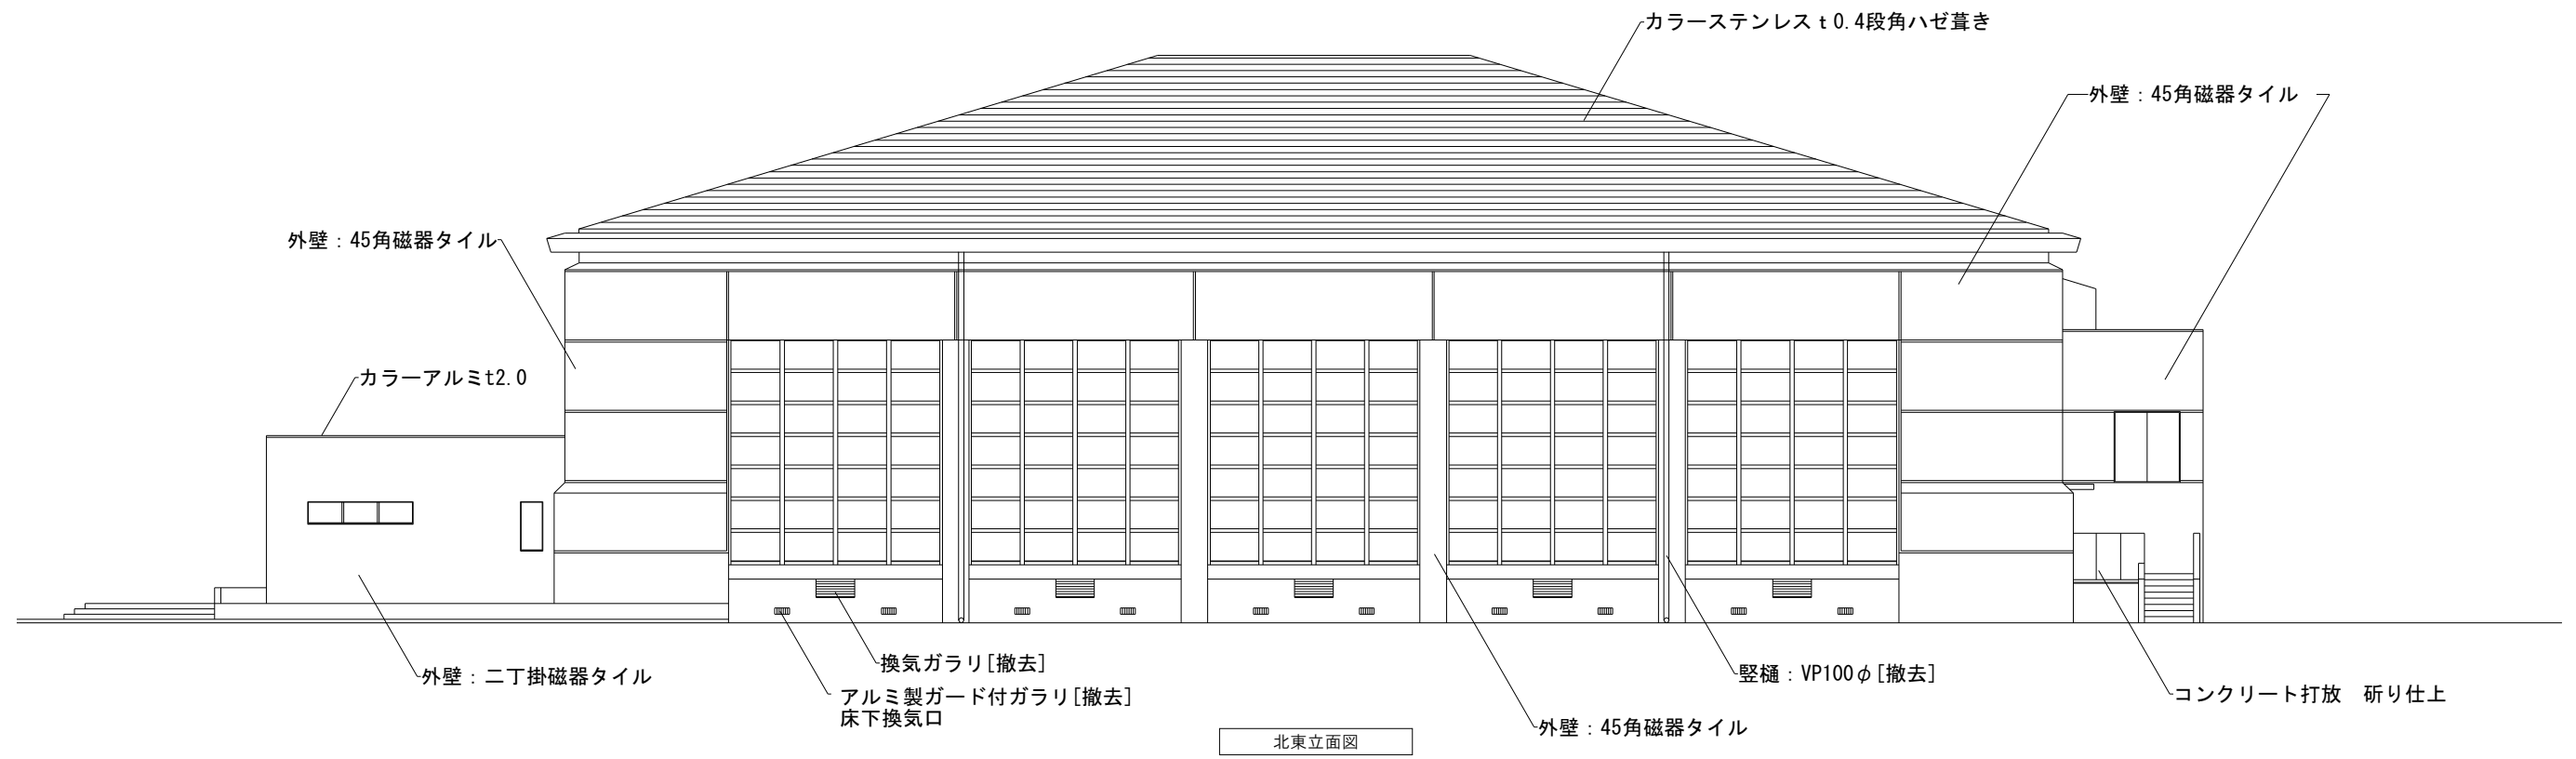 カラーステンレスt0.4段角ハゼ葺き
外壁：45角磁器タイル
外壁：45角磁器タイル
カラーアルミt2.0
換気ガラリ[撤去]
外壁：二丁掛磁器タイル
竪樋：VP100φ[撤去]
アルミ製ガード付ガラリ[撤去]
床下換気口
コンクリート打放　斫り仕上
外壁：45角磁器タイル
北東立面図